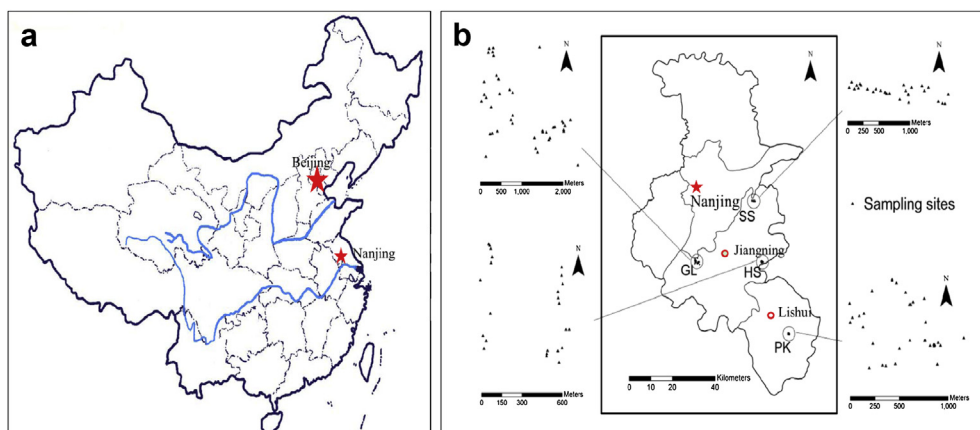 a
Beijing
Nanjing
b
N
0 500 1,000 2,000
Meters
N
0 150 300 600
Meters
N
Nanjing
SS
Jiangning
GL
HS
Lishui
PK
0 10 20 40
Kilometers
N
0 250 500 1,000
Meters
Sampling sites
N
0 250 500 1,000
Meters